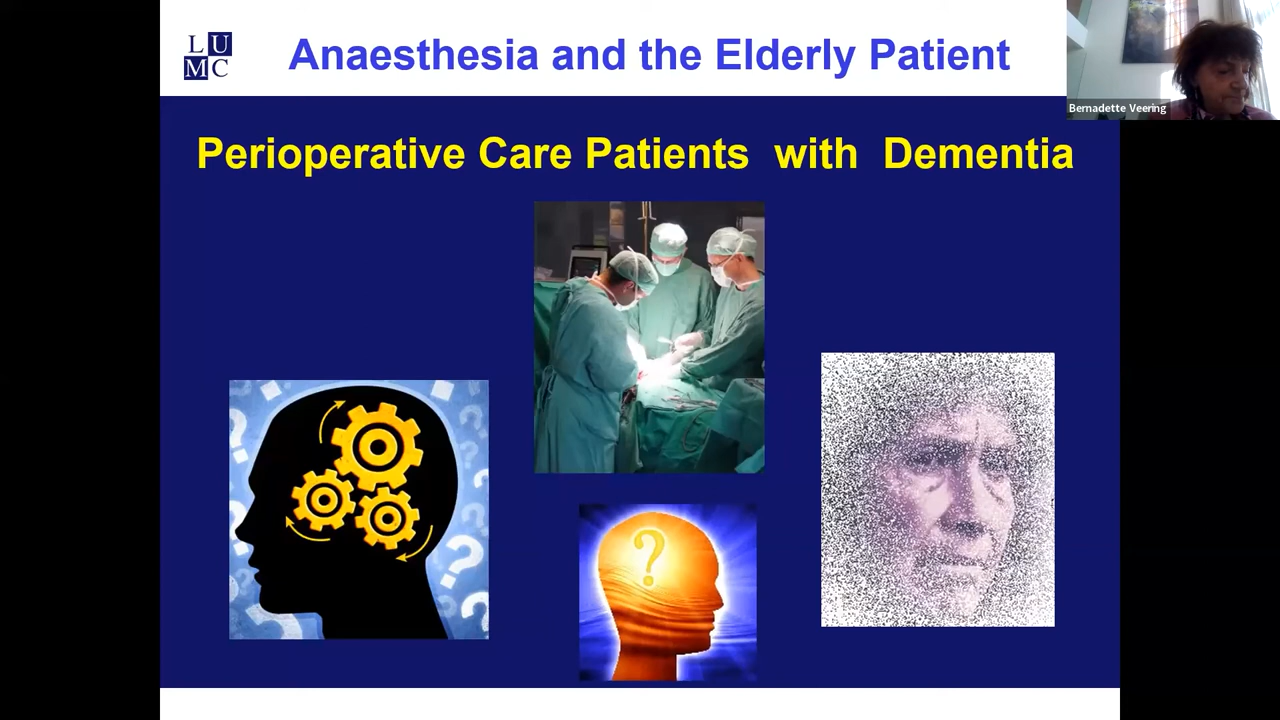 LU
MC
Anaesthesia and the Elderly Patient
Bernadette Veering
Perioperative Care Patients with Dementia
?